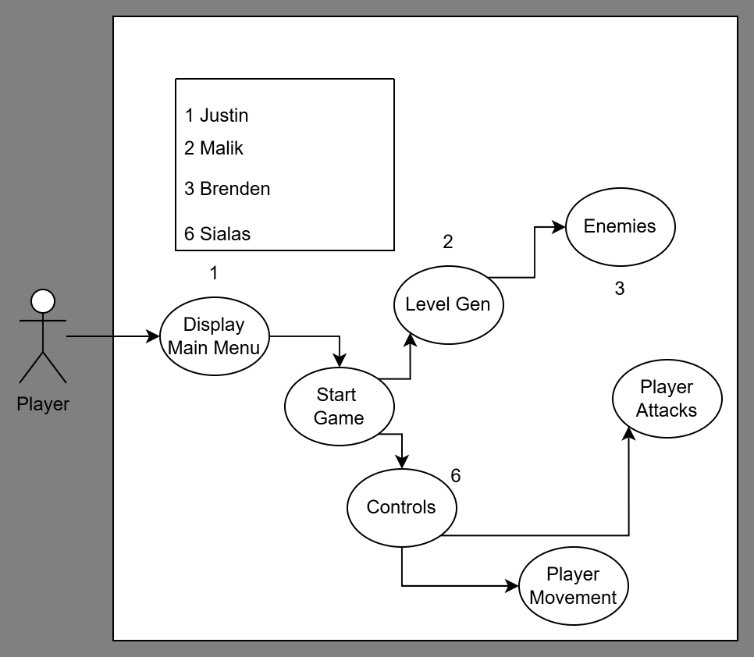 1 Justin
2 Malik
3 Brenden
6 Sialas
1
2
3
6
Player
Display
Main Menu
Start
Game
Level Gen
Enemies
Controls
Player
Attacks
Player
Movement